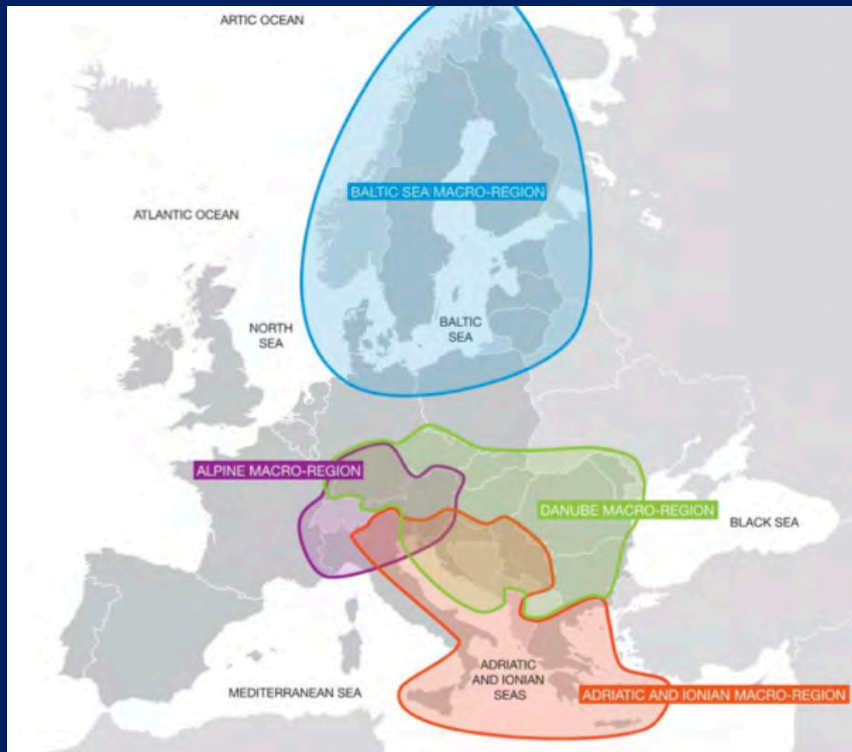 ARTIC OCEAN
BALTIC SEA MACRO-REGION
ATLANTIC OCEAN
NORTH
SEA
BALTIC
SEA
ALPINE MACRO-REGION
DANUBE MACRO-REGION
BLACK SEA
ADRIATIC
AND IONIAN
SEAS
MEDITERRANEAN SEA
ADRIATIC AND IONIAN MACRO-REGION